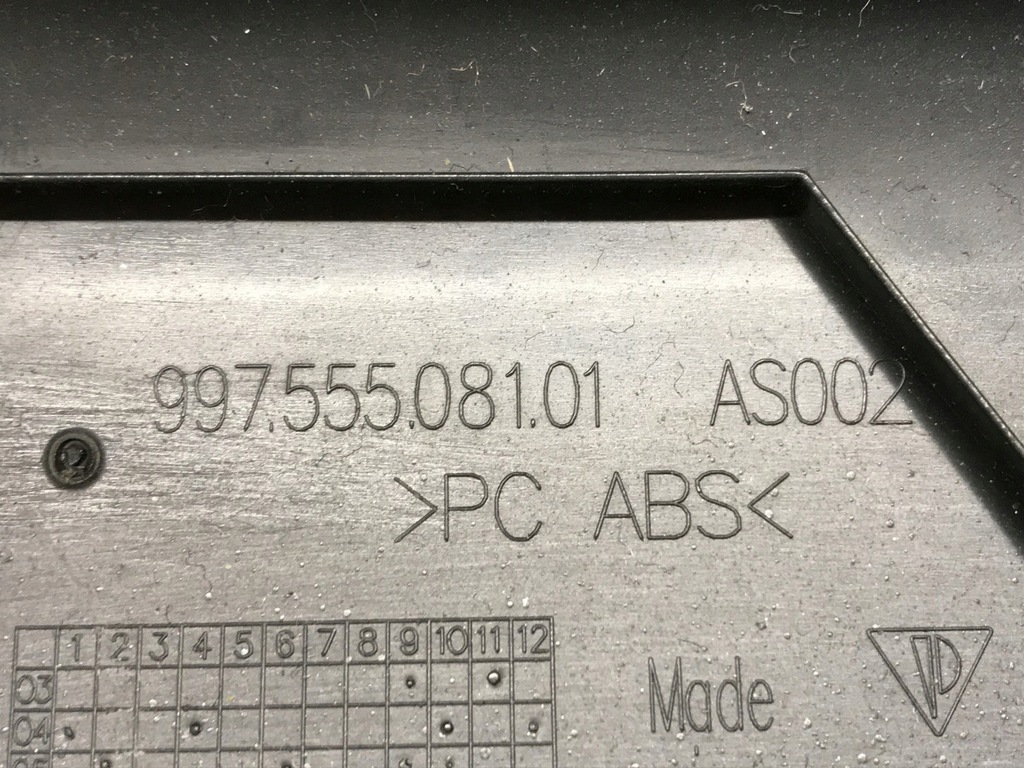 997.555.081.01 AS002
>PC ABS<
1 2 3 4 5 6 7 8 9 10 11 12
03
04
Made